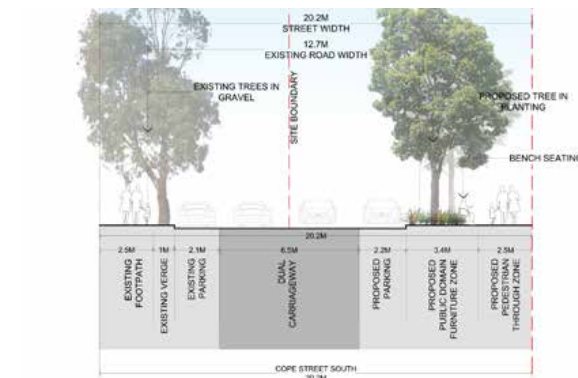 20.2M
STREET WIDTH
12.7M
EXISTING ROAD WIDTH
EXISTING TREES IN
GRAVEL
SITE BOUNDARY
PROPOSED TREE IN
PLANTING
BENCH SEATING
20.2M
2.5M
1M
2.1M
6.5M
2.2M
3.4M
2.5M
EXISTING
FOOTPATH
EXISTING VERGE
EXISTING
PARKING
DUAL
CARRIAGEWAY
PROPOSED
PARKING
PROPOSED
PUBLIC DOMAIN
FURNITURE ZONE
PROPOSED
PEDESTRIAN
THROUGH ZONE
COPE STREET SOUTH
20.2M